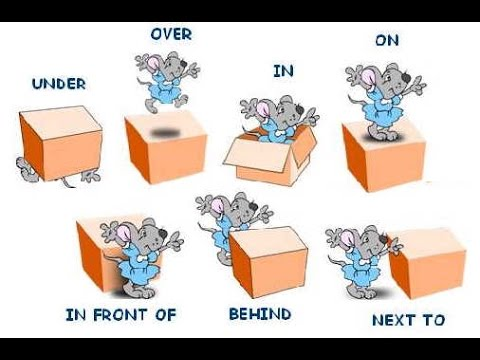 UNDER
OVER
IN
ON
IN FRONT OF
BEHIND
NEXT TO